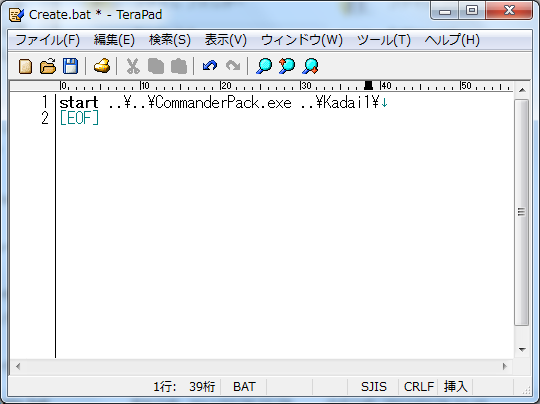 Create.bat * - TeraPad
ファイル(F) 編集(E) 検索(S) 表示(V) ウィンドウ(W) ツール(T) ヘルプ(H)
0 10 20 30 40 50
1 start ..¥..¥CommanderPack.exe ..¥Kadai1¥↓
2 [EOF]
1行: 39桁 BAT SJIS CRLF 挿入